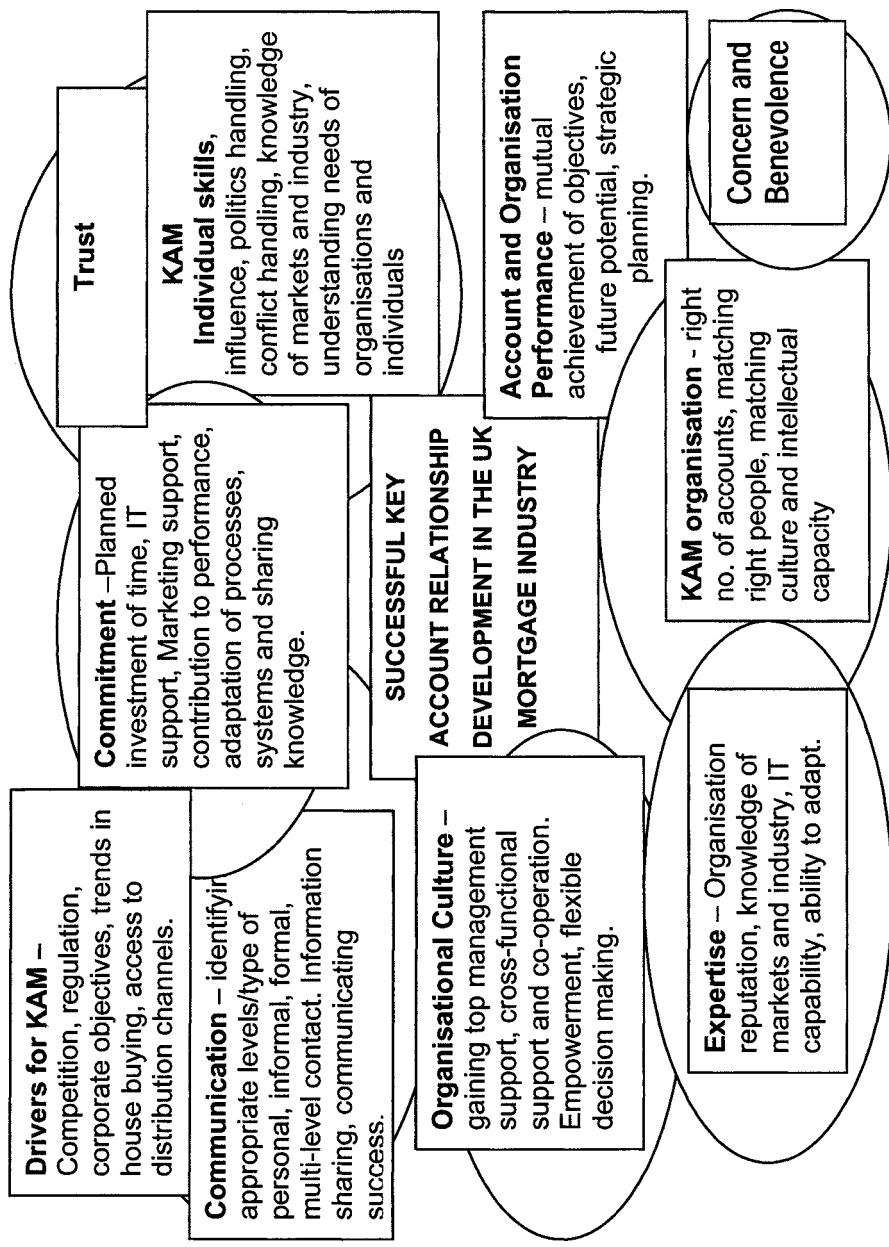 Drivers for KAM –
Competition, regulation,
corporate objectives, trends in
house buying, access to
distribution channels.
Communication – identifyin
appropriate levels/type of
personal, informal, formal,
multi-level contact. Information
sharing, communicating
success.
Commitment –Planned
investment of time, IT
support, Marketing support,
contribution to performance,
adaptation of processes,
systems and sharing
knowledge.
Trust
KAM
Individual skills,
influence, politics handling,
conflict handling, knowledge
of markets and industry,
understanding needs of
organisations and
individuals
SUCCESSFUL KEY
ACCOUNT RELATIONSHIP
DEVELOPMENT IN THE UK
MORTGAGE INDUSTRY
Organisational Culture –
gaining top management
support, cross-functional
support and co-operation.
Empowerment, flexible
decision making.
Account and Organisation
Performance – mutual
achievement of objectives,
future potential, strategic
planning.
Expertise – Organisation
reputation, knowledge of
markets and industry, IT
capability, ability to adapt.
KAM organisation - right
no. of accounts, matching
right people, matching
culture and intellectual
capacity
Concern and
Benevolence